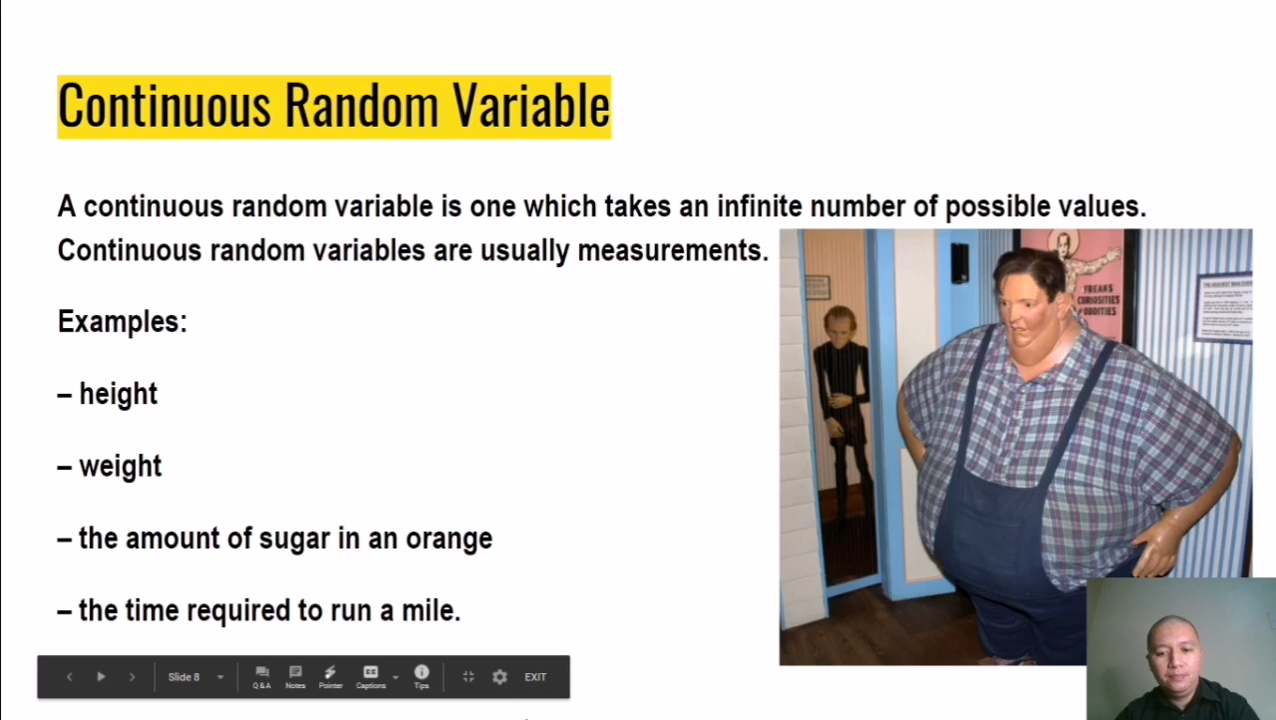 Continuous Random Variable
A continuous random variable is one which takes an infinite number of possible values.
Continuous random variables are usually measurements.
FREAKS
CURIOSITIES
ODDITIES
Examples:
– height
– weight
– the amount of sugar in an orange
– the time required to run a mile.
Slide 8
Q & A
Notes
Pointer
CC
Captions
Tips
EXIT